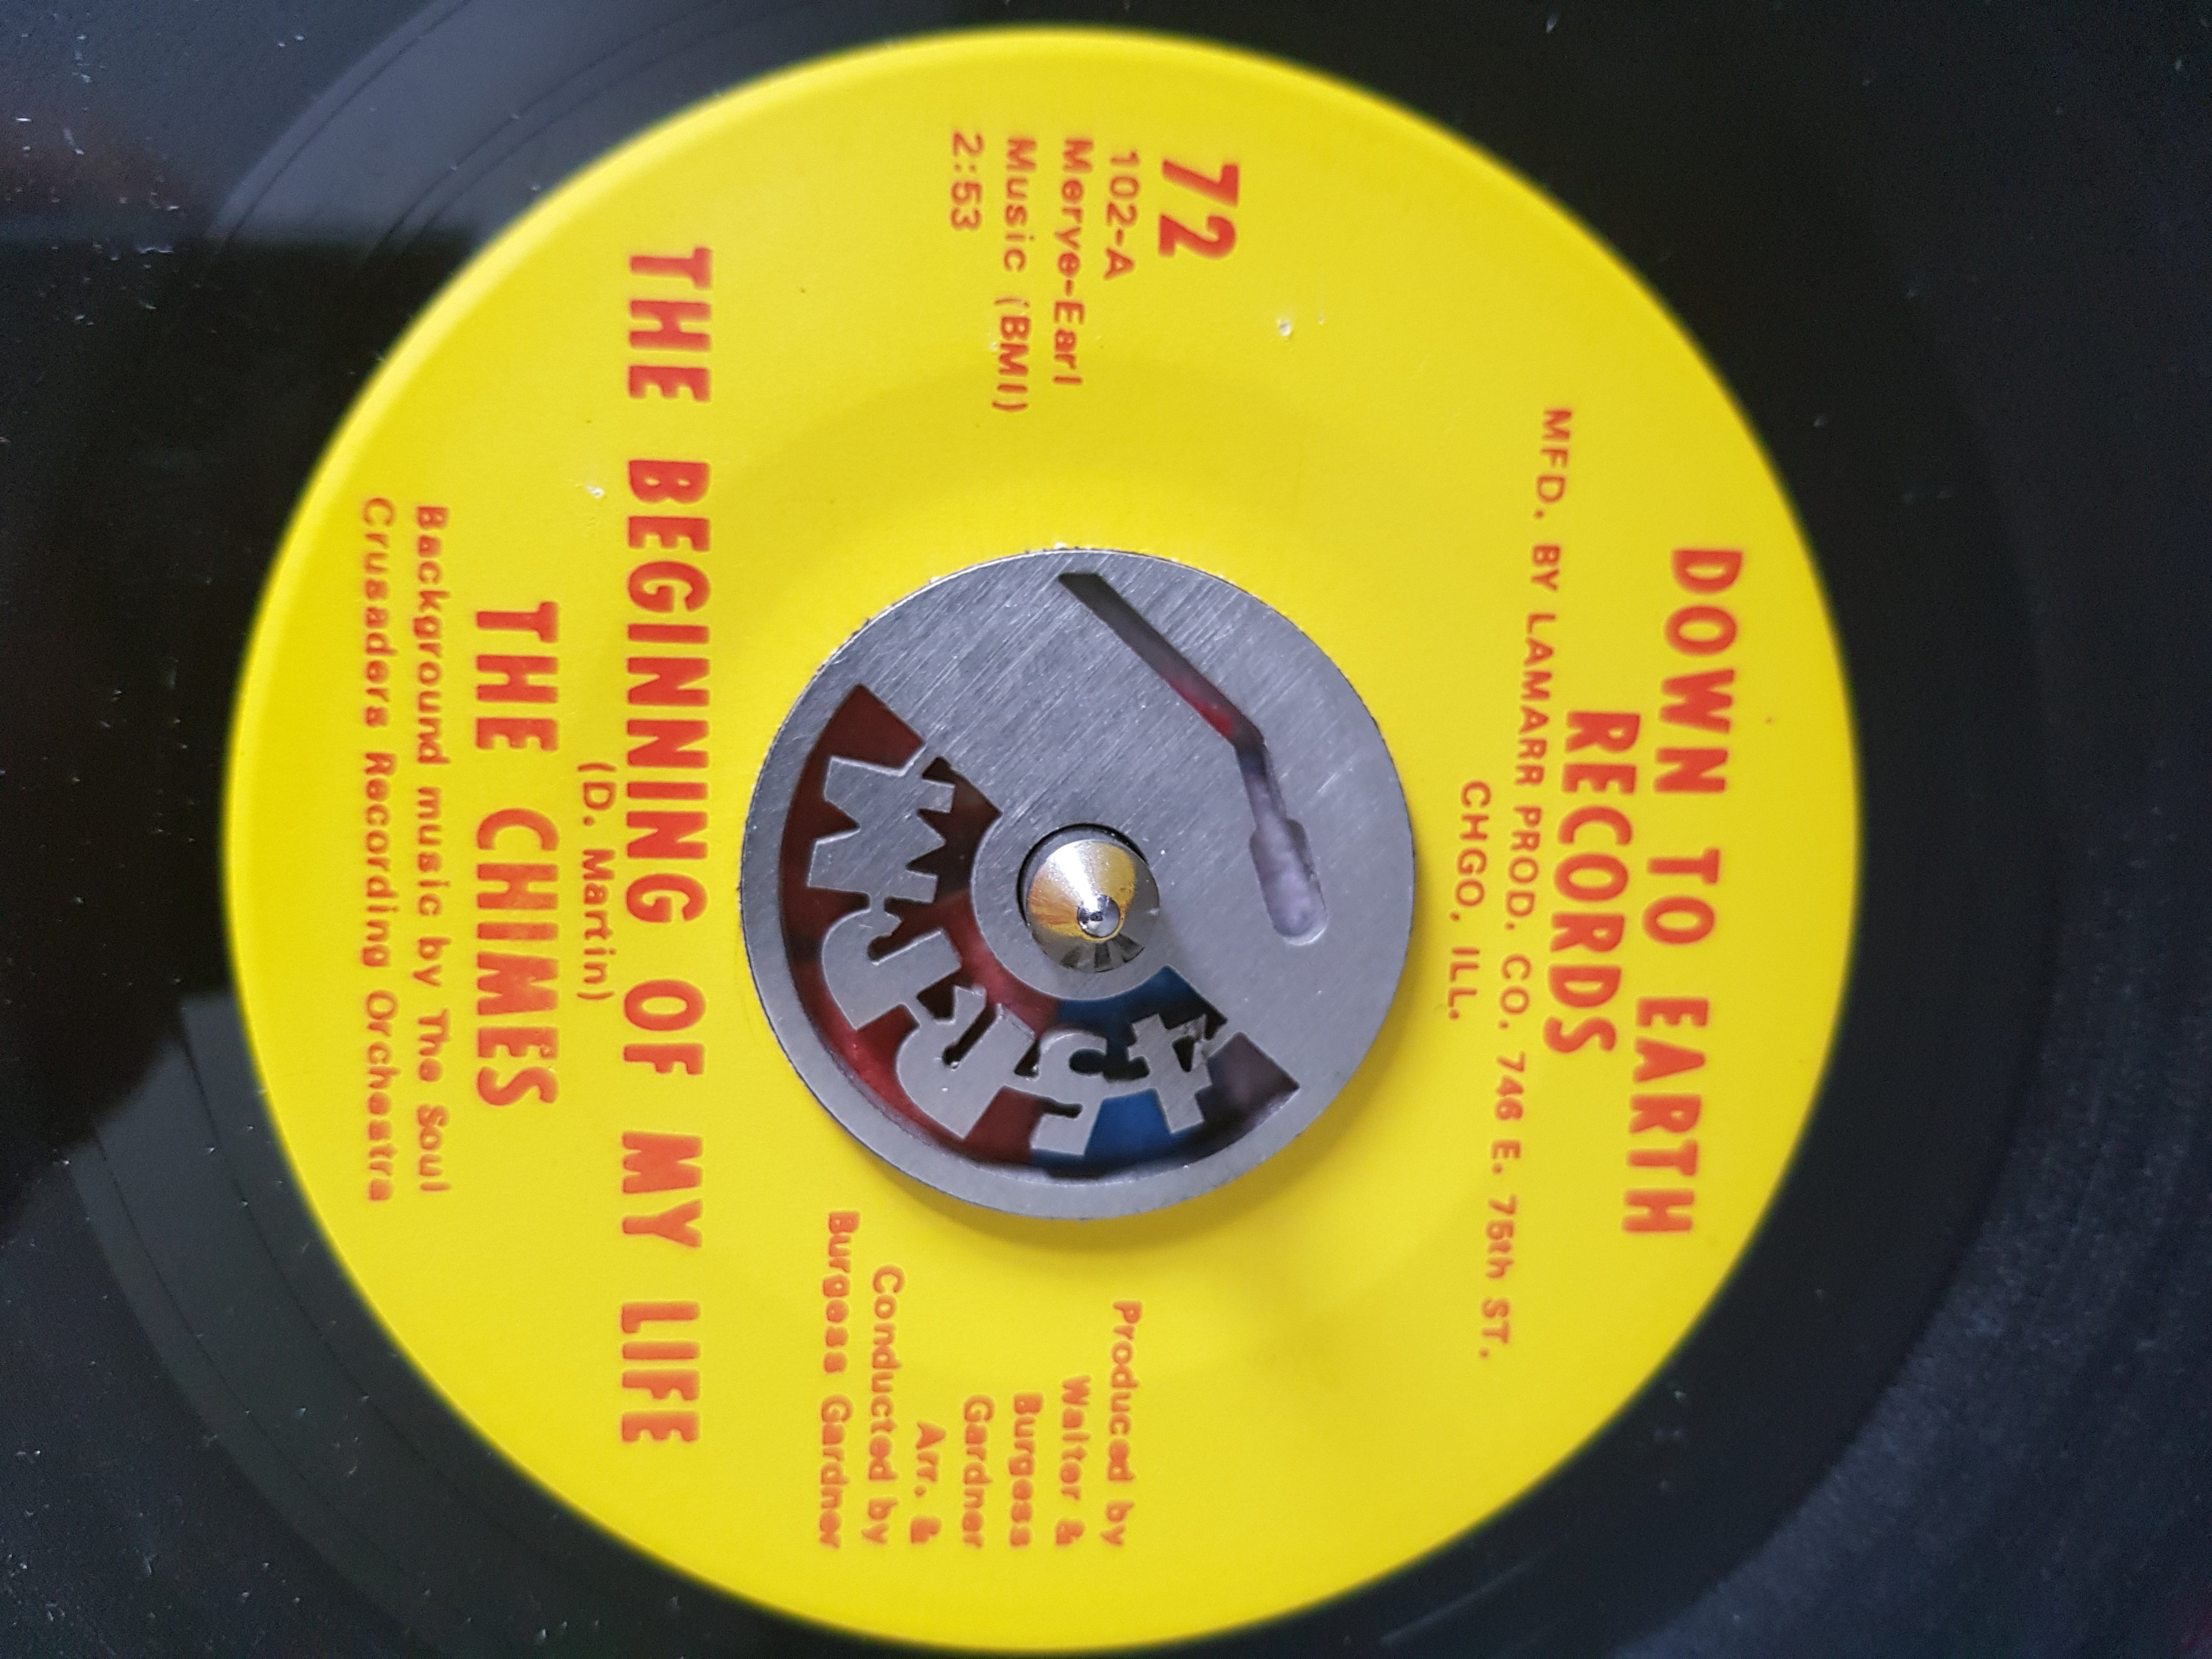 DOWN TO EARTH
RECORDS
MFD. BY LAMARR PROD. CO. 746 E. 75th ST.
CHGO, ILL.
72
102-A
Merye-Earl
Music (BMI)
2:53
Produced by
Walter &
Burgess
Gardner
Arr. &
Conducted by
Burgess Gardner
THE BEGINNING OF MY LIFE
(D. Martin)
THE CHIMES
Background music by The Soul
Crusaders Recording Orchestra